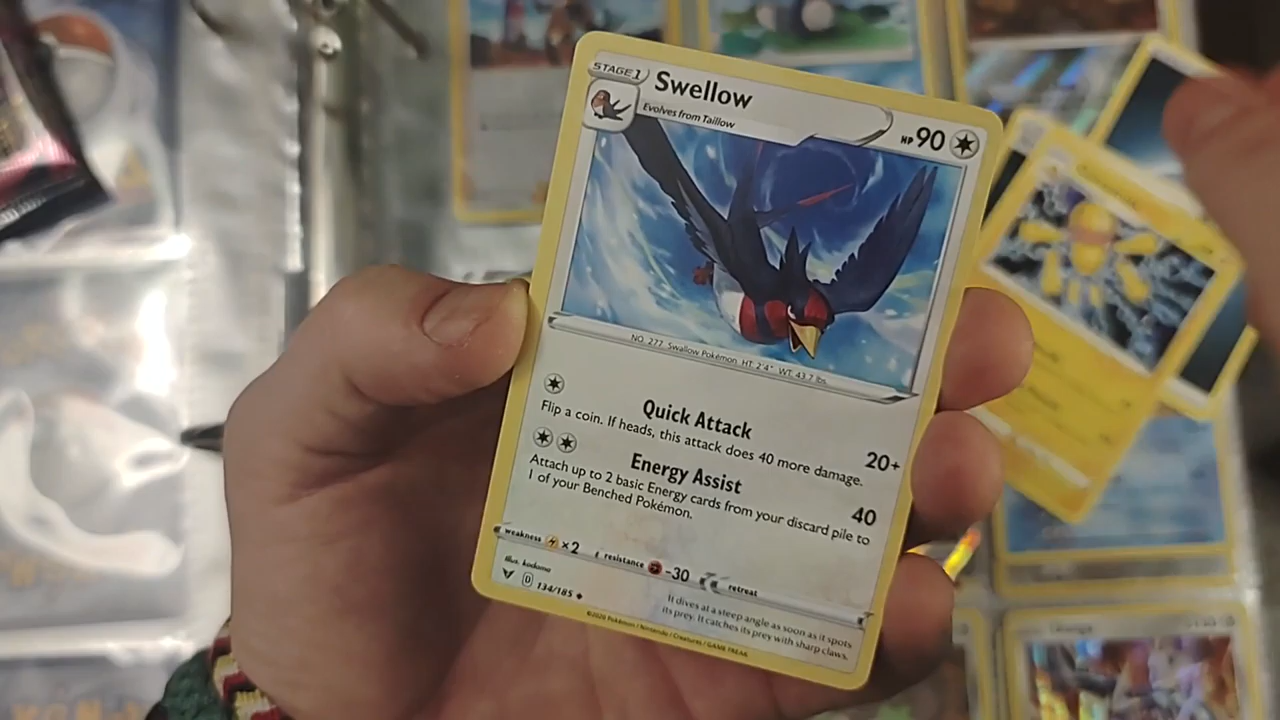 STAGE 1
Swellow
Evolves from Taillow
HP 90
NO. 277 Swallow Pokémon HT: 2'4" WT: 43.7 lbs.
Quick Attack
20+
Flip a coin. If heads, this attack does 40 more damage.
Energy Assist
40
Attach up to 2 basic Energy cards from your discard pile to
1 of your Benched Pokémon.
weakness ×2 resistance -30 retreat
Illus. kodama
D 134/185
It dives at a steep angle as soon as it spots
its prey. It catches its prey with sharp claws.
©2020 Pokémon / Nintendo / Creatures / GAME FREAK